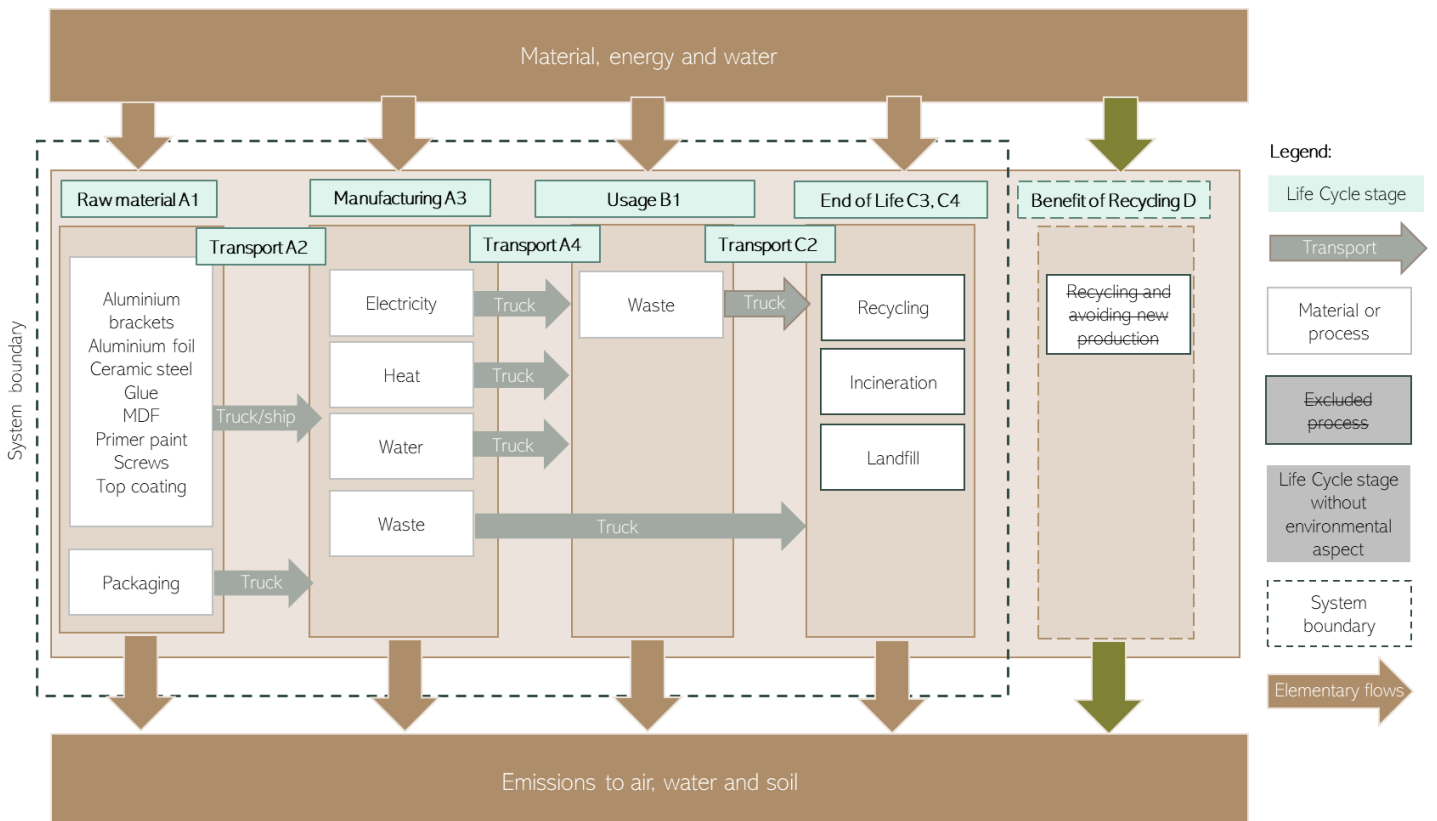 Material, energy and water
System boundary
Raw material A1
Manufacturing A3
Usage B1
End of Life C3, C4
Benefit of Recycling D
Transport A2
Transport A4
Transport C2
Aluminium
brackets
Aluminium foil
Ceramic steel
Glue
MDF
Primer paint
Screws
Top coating
Packaging
Truck/ship
Truck
Electricity
Heat
Water
Waste
Truck
Truck
Truck
Truck
Waste
Truck
Recycling
Incineration
Landfill
Recycling and
avoiding new
production
Emissions to air, water and soil
Legend:
Life Cycle stage
Transport
Material or
process
Excluded
process
Life Cycle stage
without
environmental
aspect
System
boundary
Elementary flows